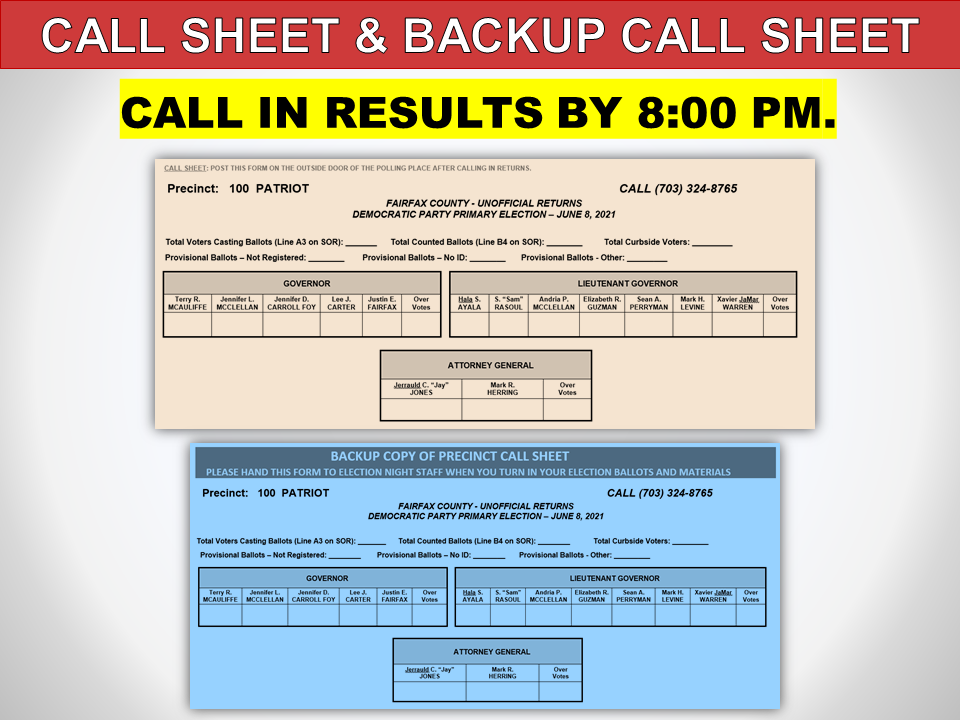 CALL SHEET & BACKUP CALL SHEET
CALL IN RESULTS BY 8:00 PM.
CALL SHEET: POST THIS FORM ON THE OUTSIDE DOOR OF THE POLLING PLACE AFTER CALLING IN RETURNS.
Precinct: 100 PATRIOT CALL (703) 324-8765
FAIRFAX COUNTY - UNOFFICIAL RETURNS
DEMOCRATIC PARTY PRIMARY ELECTION – JUNE 8, 2021
Total Voters Casting Ballots (Line A3 on SOR): _______ Total Counted Ballots (Line B4 on SOR): ________ Total Curbside Voters: _________
Provisional Ballots – Not Registered: ________ Provisional Ballots – No ID: ________ Provisional Ballots - Other: _________
GOVERNOR LIEUTENANT GOVERNOR
Terry R. Jennifer L. Jennifer D. Lee J. Justin E. Over Hala S. S. "Sam" Andria P. Elizabeth R. Sean A. Mark H. Xavier JaMar Over
MCAULIFFE MCCLELLAN CARROLL FOY CARTER FAIRFAX Votes AYALA RASOUL MCCLELLAN GUZMAN PERRYMAN LEVINE WARREN Votes
ATTORNEY GENERAL
Jerrauld C. "Jay" Mark R. Over
JONES HERRING Votes
BACKUP COPY OF PRECINCT CALL SHEET
PLEASE HAND THIS FORM TO ELECTION NIGHT STAFF WHEN YOU TURN IN YOUR ELECTION BALLOTS AND MATERIALS
Precinct: 100 PATRIOT CALL (703) 324-8765
FAIRFAX COUNTY - UNOFFICIAL RETURNS
DEMOCRATIC PARTY PRIMARY ELECTION – JUNE 8, 2021
Total Voters Casting Ballots (Line A3 on SOR): _______ Total Counted Ballots (Line B4 on SOR): ________ Total Curbside Voters: _________
Provisional Ballots – Not Registered: ________ Provisional Ballots – No ID: ________ Provisional Ballots - Other: _________
GOVERNOR LIEUTENANT GOVERNOR
Terry R. Jennifer L. Jennifer D. Lee J. Justin E. Over Hala S. S. "Sam" Andria P. Elizabeth R. Sean A. Mark H. Xavier JaMar Over
MCAULIFFE MCCLELLAN CARROLL FOY CARTER FAIRFAX Votes AYALA RASOUL MCCLELLAN GUZMAN PERRYMAN LEVINE WARREN Votes
ATTORNEY GENERAL
Jerrauld C. "Jay" Mark R. Over
JONES HERRING Votes